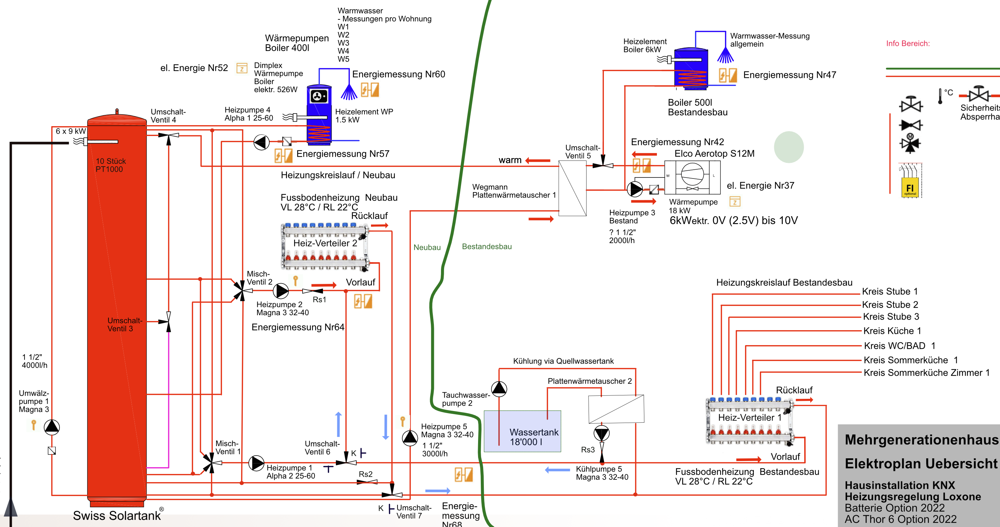 Warmwasser
- Messungen pro Wohnung
W1
W2
W3
W4
W5
Wärmepumpen
Boiler 400l
el. Energie Nr52
Z
Dimplex
Wärmepumpe
Boiler
elektr. 526W
Energiemessung Nr60
Heizpumpe 4
Alpha 1 25-60
Heizelement WP
1.5 kW
Energiemessung Nr57
Umschalt-
Ventil 4
6 x 9 kW
10 Stück
PT1000
Heizungskreislauf / Neubau
Fussbodenheizung Neubau
VL 28°C / RL 22°C
Rücklauf
Heiz-Verteiler 2
Misch-
Ventil 2
Vorlauf
Rs1
Heizpumpe 2
Magna 3 32-40
Energiemessung Nr64
Umschalt-
Ventil 3
1 1/2"
4000l/h
Umwälz-
pumpe 1
Magna 3
Misch-
Ventil 1
Heizpumpe 1
Alpha 2 25-60
Umschalt-
Ventil 6
K
Rs2
Heizpumpe 5
Magna 3 32-40
1 1/2"
3000l/h
K
Umschalt-
Ventil 7
Energie-
messung
Nr68
Swiss Solartank®
Neubau
Bestandesbau
Heizelement
Boiler 6kW
Warmwasser-Messung
allgemein
Energiemessung Nr47
Boiler 500l
Bestandesbau
Energiemessung Nr42
Elco Aerotop S12M
Umschalt-
Ventil 5
warm
W
L
Wegmann
Plattenwärmetauscher 1
el. Energie Nr37
Z
Wärmepumpe
18 kW
6kWektr. 0V (2.5V) bis 10V
Heizpumpe 3
Bestand
? 1 1/2"
2000l/h
Heizungskreislauf Bestandesbau
Kreis Stube 1
Kreis Stube 2
Kreis Stube 3
Kreis Küche 1
Kreis WC/BAD 1
Kreis Sommerküche 1
Kreis Sommerküche Zimmer 1
Kühlung via Quellwassertank
Plattenwärmetauscher 2
Tauchwasser-
pumpe 2
Wassertank
18'000 l
Rs3
Kühlpumpe 5
Magna 3 32-40
Rücklauf
Heiz-Verteiler 1
Vorlauf
Fussbodenheizung Bestandesbau
VL 28°C / RL 22°C
Info Bereich:
°C
Sicherheits
Absperrha
M
FI
optional
Mehrgenerationenhaus
Elektroplan Uebersicht
Hausinstallation KNX
Heizungsregelung Loxone
Batterie Option 2022
AC Thor 6 Option 2022